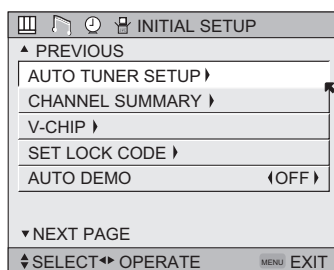 INITIAL SETUP
▲ PREVIOUS
AUTO TUNER SETUP
CHANNEL SUMMARY
V-CHIP
SET LOCK CODE
AUTO DEMO OFF
▼NEXT PAGE
SELECT OPERATE MENU EXIT